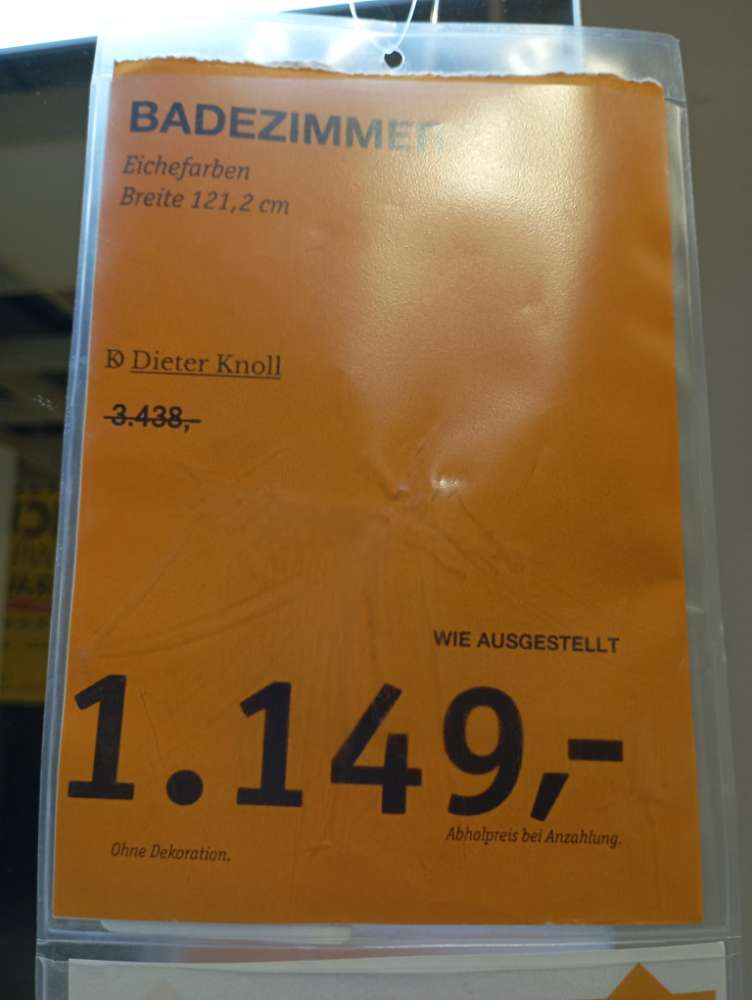 BADEZIMMER
Eichefarben
Breite 121,2 cm
Dieter Knoll
3.438,-
WIE AUSGESTELLT
1.149,-
Abholpreis bei Anzahlung.
Ohne Dekoration.